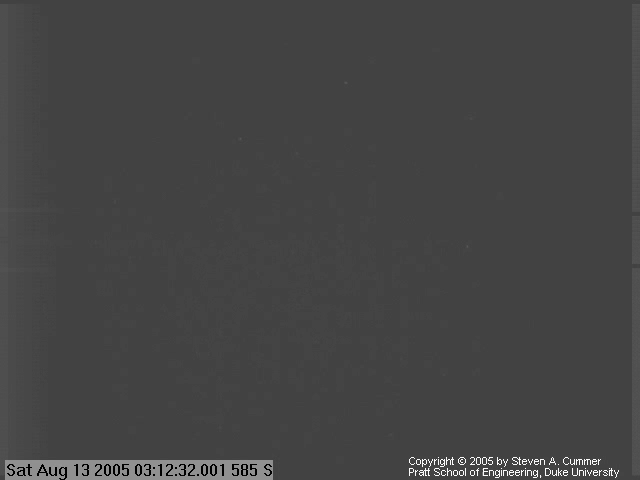 Sat Aug 13 2005 03:12:32.001 585 S
Copyright © 2005 by Steven A. Cummer
Pratt School of Engineering, Duke University